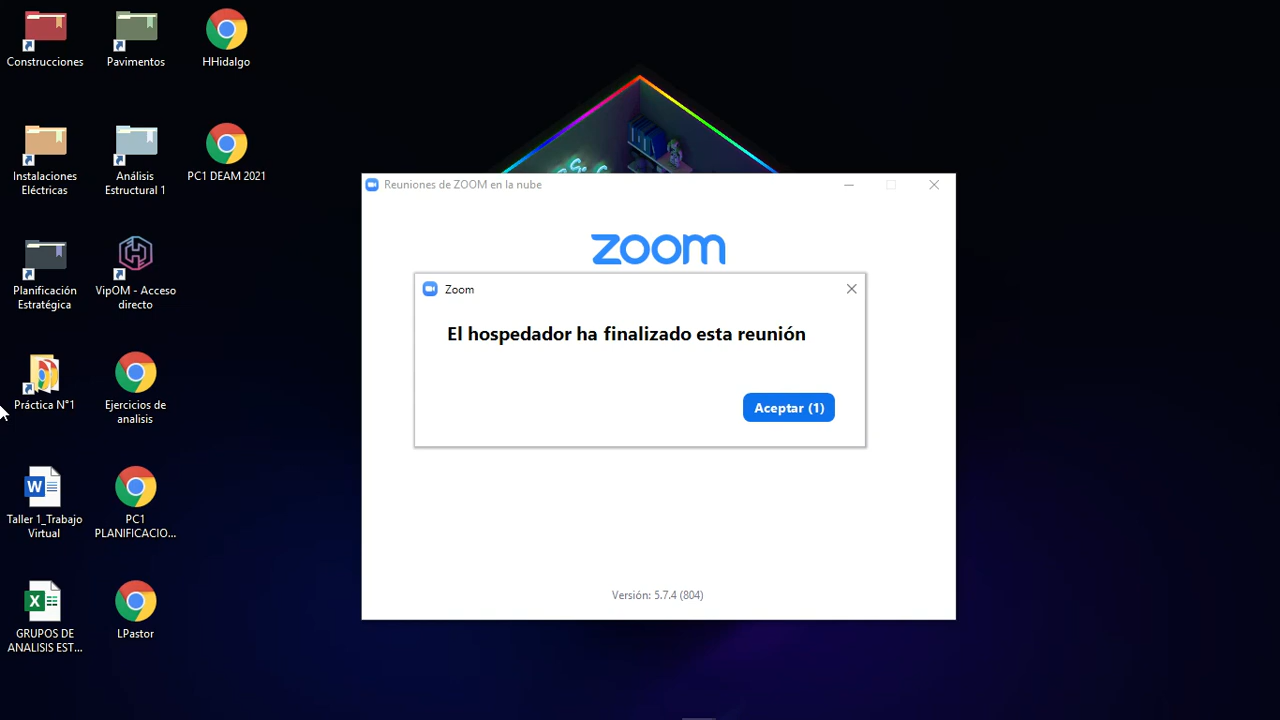 Construcciones
Pavimentos
HHidalgo
Instalaciones
Eléctricas
Análisis
Estructural 1
PC1 DEAM 2021
Planificación
Estratégica
VipOM - Acceso
directo
Práctica N°1
Ejercicios de
analisis
Taller 1_Trabajo
Virtual
PC1
PLANIFICACIO...
GRUPOS DE
ANALISIS EST...
LPastor
Reuniones de ZOOM en la nube
zoom
Zoom
El hospedador ha finalizado esta reunión
Aceptar (1)
Versión: 5.7.4 (804)